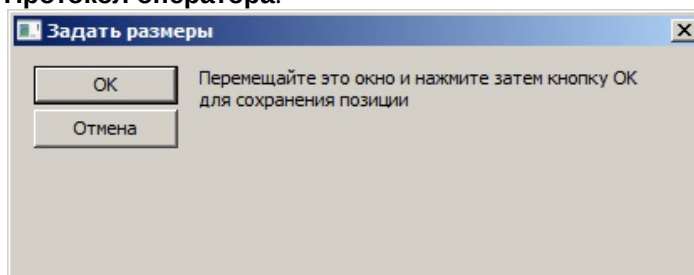 Протокол оператора.
Задать размеры
OK
Перемещайте это окно и нажмите затем кнопку OK
для сохранения позиции
Отмена